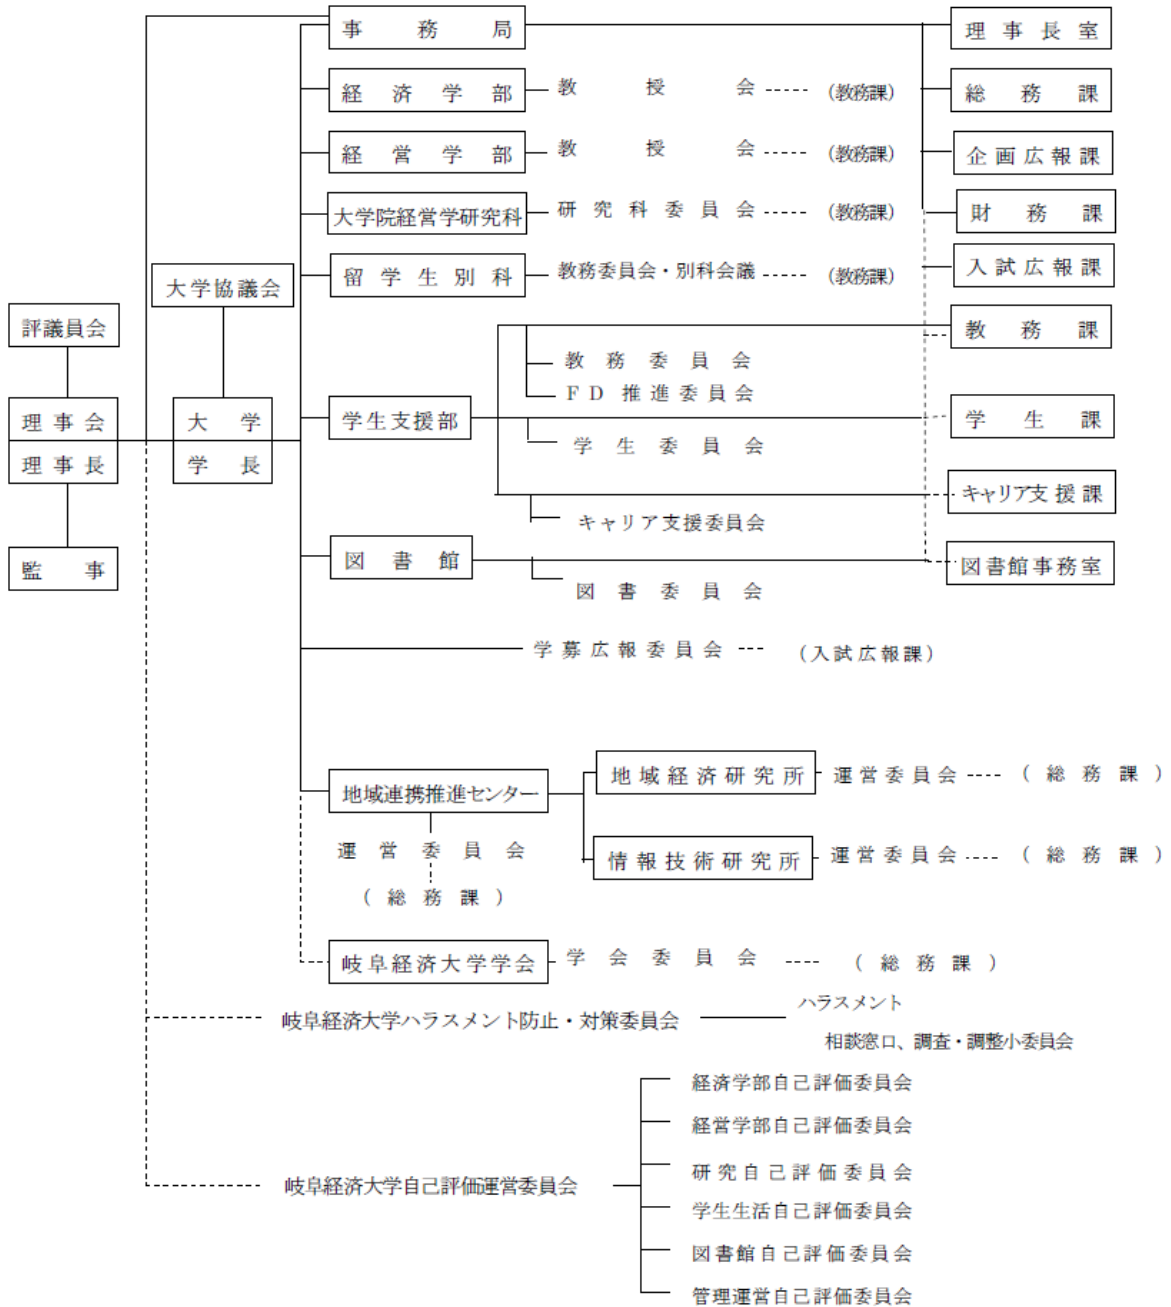 事務局
理事長室
経済学部
教授会
(教務課)
総務課
経営学部
教授会
(教務課)
企画広報課
大学院経営学研究科
研究科委員会
(教務課)
財務課
留学生別科
教務委員会・別科会議
(教務課)
入試広報課
大学協議会
評議員会
教務課
教務委員会
FD推進委員会
理事会
理事長
大学
学長
学生支援部
学生課
学生委員会
キャリア支援課
キャリア支援委員会
監事
図書館
図書館事務室
図書委員会
学募広報委員会
(入試広報課)
地域連携推進センター
地域経済研究所
運営委員会
(総務課)
運営委員会
(総務課)
情報技術研究所
運営委員会
(総務課)
岐阜経済大学学会
学会委員会
(総務課)
岐阜経済大学ハラスメント防止・対策委員会
ハラスメント
相談窓口、調査・調整小委員会
岐阜経済大学自己評価運営委員会
経済学部自己評価委員会
経営学部自己評価委員会
研究自己評価委員会
学生生活自己評価委員会
図書館自己評価委員会
管理運営自己評価委員会